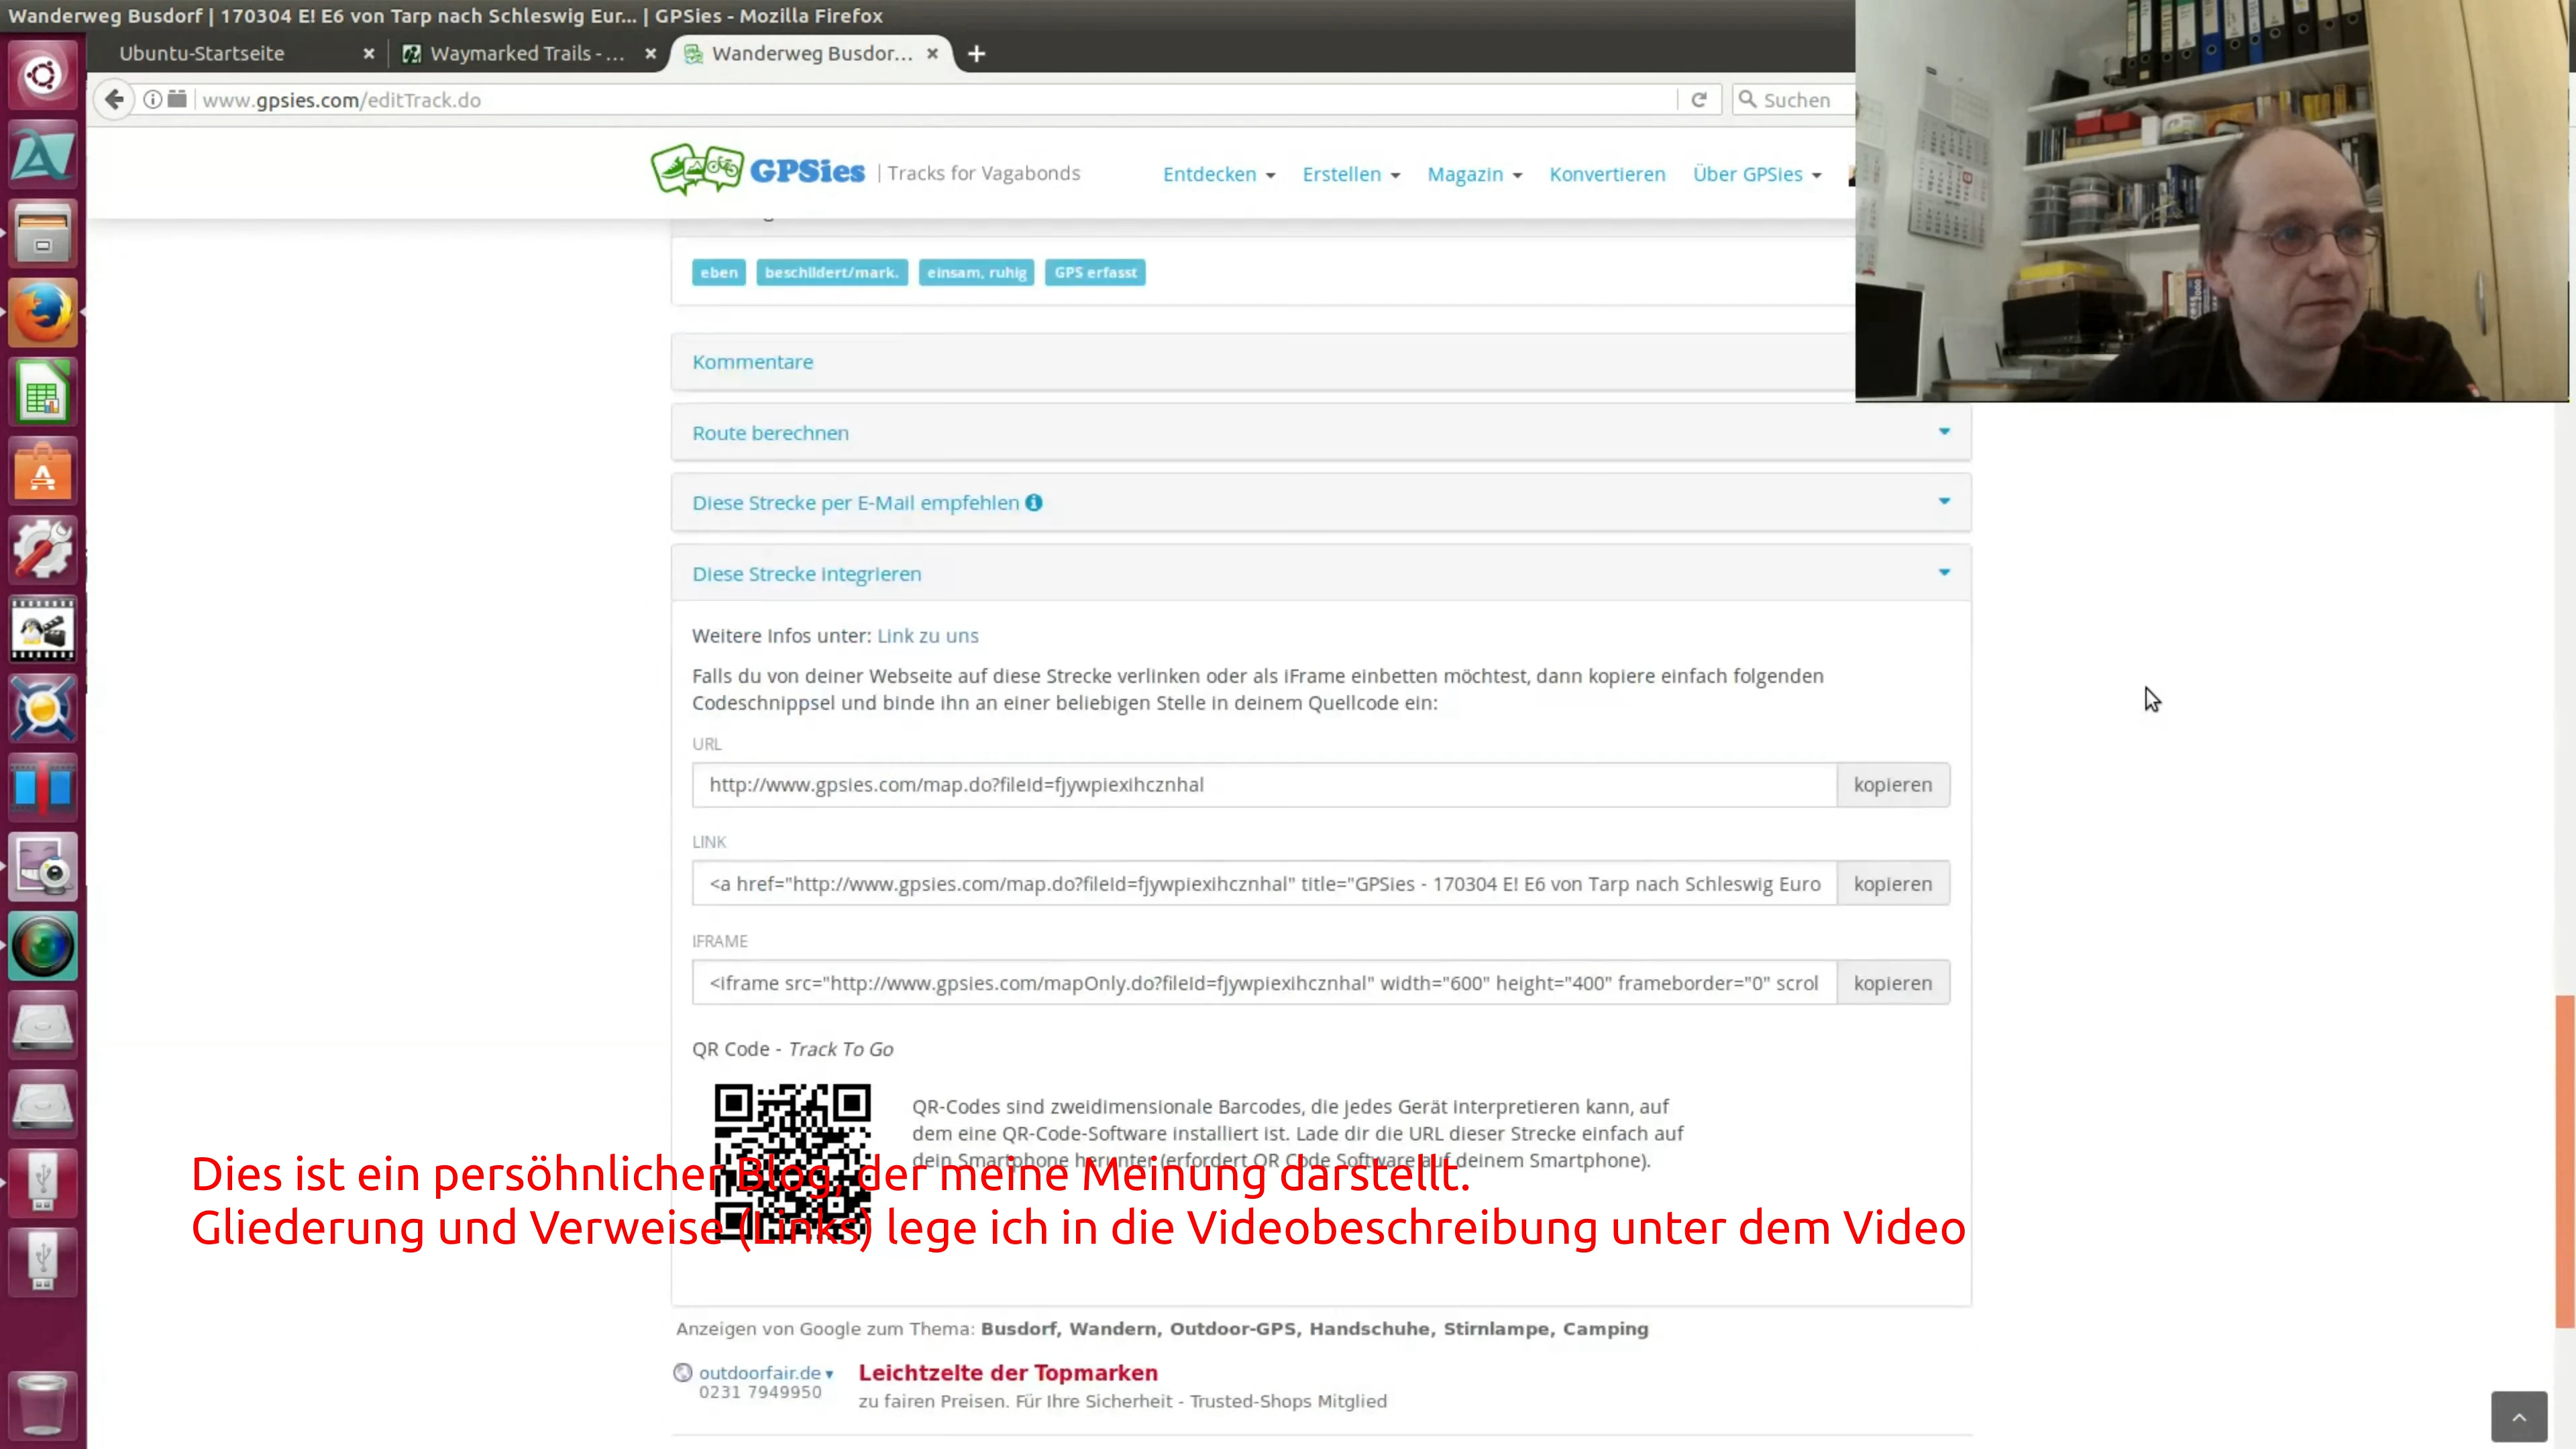 Wanderweg Busdorf | 170304 E! E6 von Tarp nach Schleswig Eur... | GPSies - Mozilla Firefox
Ubuntu-Startseite
Waymarked Trails - ...
Wanderweg Busdor...
www.gpsies.com/editTrack.do
Suchen
GPSies | Tracks for Vagabonds
Entdecken
Erstellen
Magazin
Konvertieren
Über GPSies
eben
beschildert/mark.
einsam, ruhig
GPS erfasst
Kommentare
Route berechnen
Diese Strecke per E-Mail empfehlen
Diese Strecke integrieren
Weitere Infos unter: Link zu uns
Falls du von deiner Webseite auf diese Strecke verlinken oder als iFrame einbetten möchtest, dann kopiere einfach folgenden
Codeschnippsel und binde ihn an einer beliebigen Stelle in deinem Quellcode ein:
URL
http://www.gpsies.com/map.do?fileId=fjywpiexihcznhal
kopieren
LINK
<a href="http://www.gpsies.com/map.do?fileId=fjywpiexihcznhal" title="GPSies - 170304 E! E6 von Tarp nach Schleswig Euro
kopieren
IFRAME
<iframe src="http://www.gpsies.com/mapOnly.do?fileId=fjywpiexihcznhal" width="600" height="400" frameborder="0" scrol
kopieren
QR Code - Track To Go
QR-Codes sind zweidimensionale Barcodes, die jedes Gerät interpretieren kann, auf
dem eine QR-Code-Software installiert ist. Lade dir die URL dieser Strecke einfach auf
dein Smartphone herunter (erfordert QR Code Software auf deinem Smartphone).
Dies ist ein persöhnlicher Blog, der meine Meinung darstellt.
Gliederung und Verweise (Links) lege ich in die Videobeschreibung unter dem Video
Anzeigen von Google zum Thema: Busdorf, Wandern, Outdoor-GPS, Handschuhe, Stirnlampe, Camping
outdoorfair.de
0231 7949950
Leichtzelte der Topmarken
zu fairen Preisen. Für Ihre Sicherheit - Trusted-Shops Mitglied